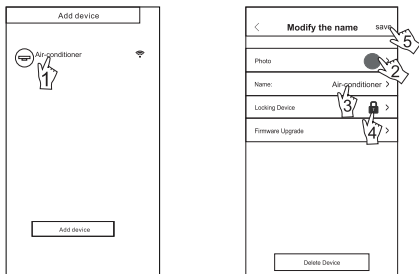 Add device
Air-conditioner
1
Add device
Modify the name save
5
Photo
2
Name: Air-conditioner
3
Locking Device
4
Firmware Upgrade
Delete Device